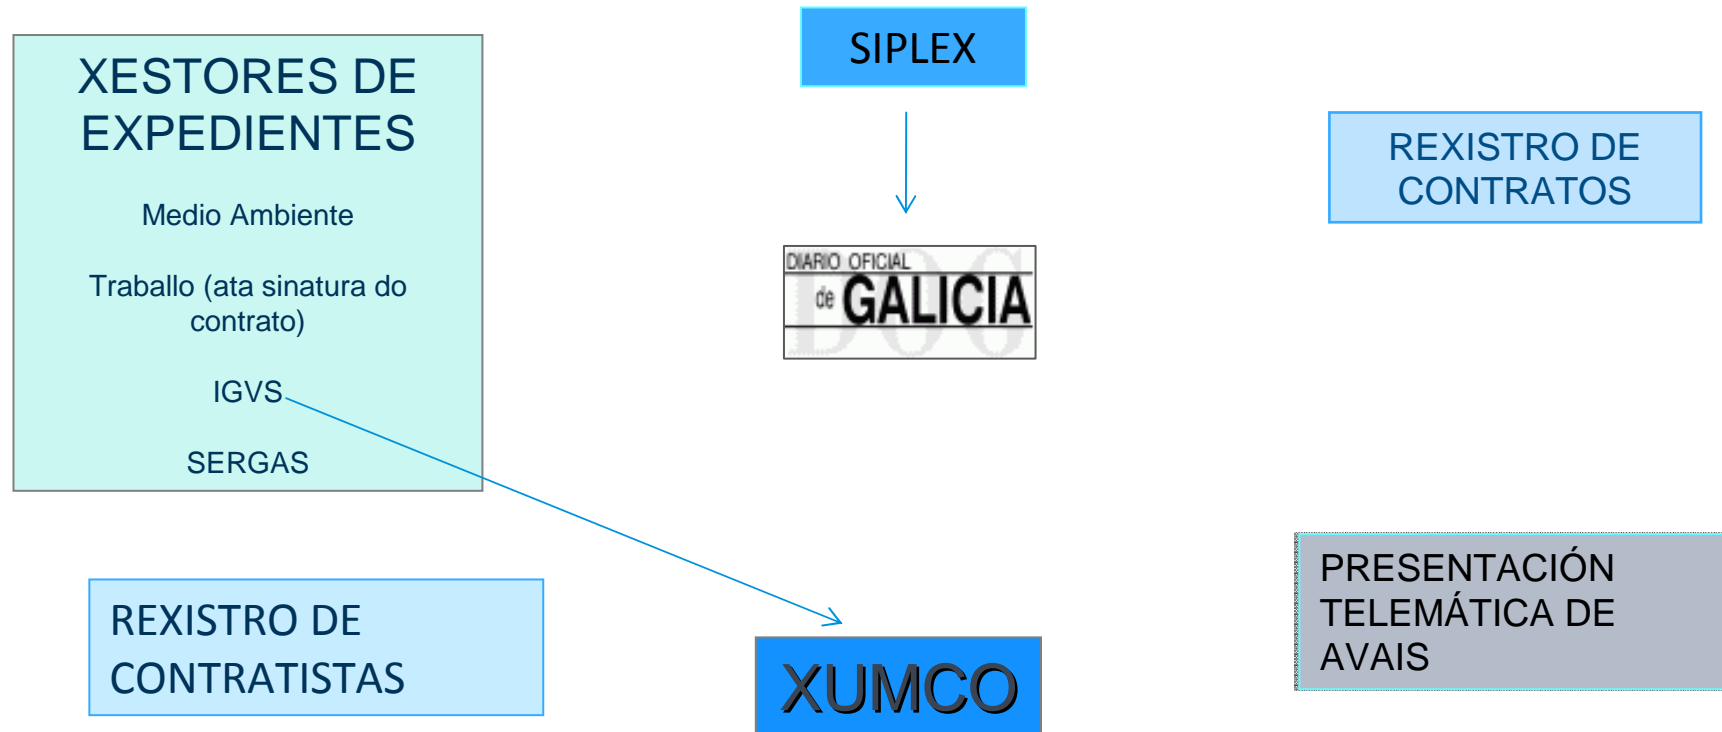 XESTORES DE
EXPEDIENTES
Medio Ambiente
Traballo (ata sinatura do
contrato)
IGVS
SERGAS
SIPLEX
DIARIO OFICIAL
de GALICIA
DOG
REXISTRO DE
CONTRATOS
REXISTRO DE
CONTRATISTAS
XUMCO
PRESENTACIÓN
TELEMÁTICA DE
AVAIS